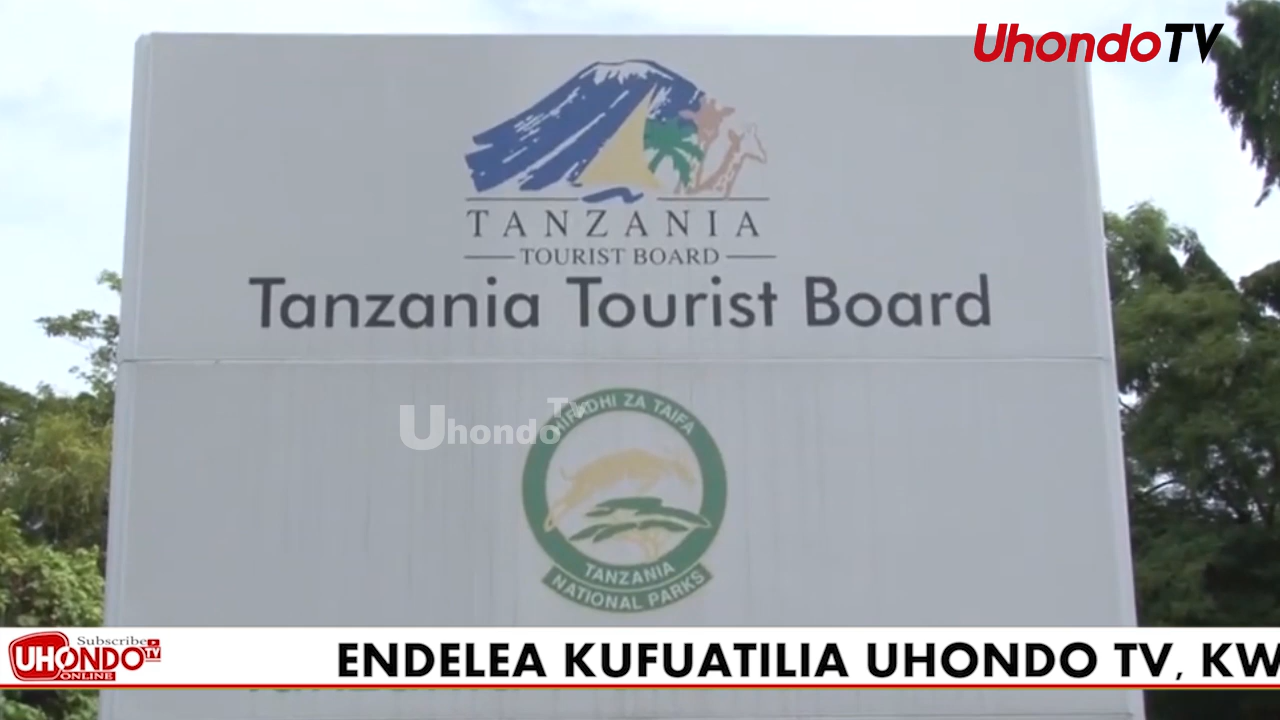 UhondoTV
TANZANIA
TOURIST BOARD
Tanzania Tourist Board
Uhondo Tv
HIFADHI ZA TAIFA
TANZANIA
NATIONAL PARKS
Subscribe
UHONDO TV
ONLINE
ENDELEA KUFUATILIA UHONDO TV, KW